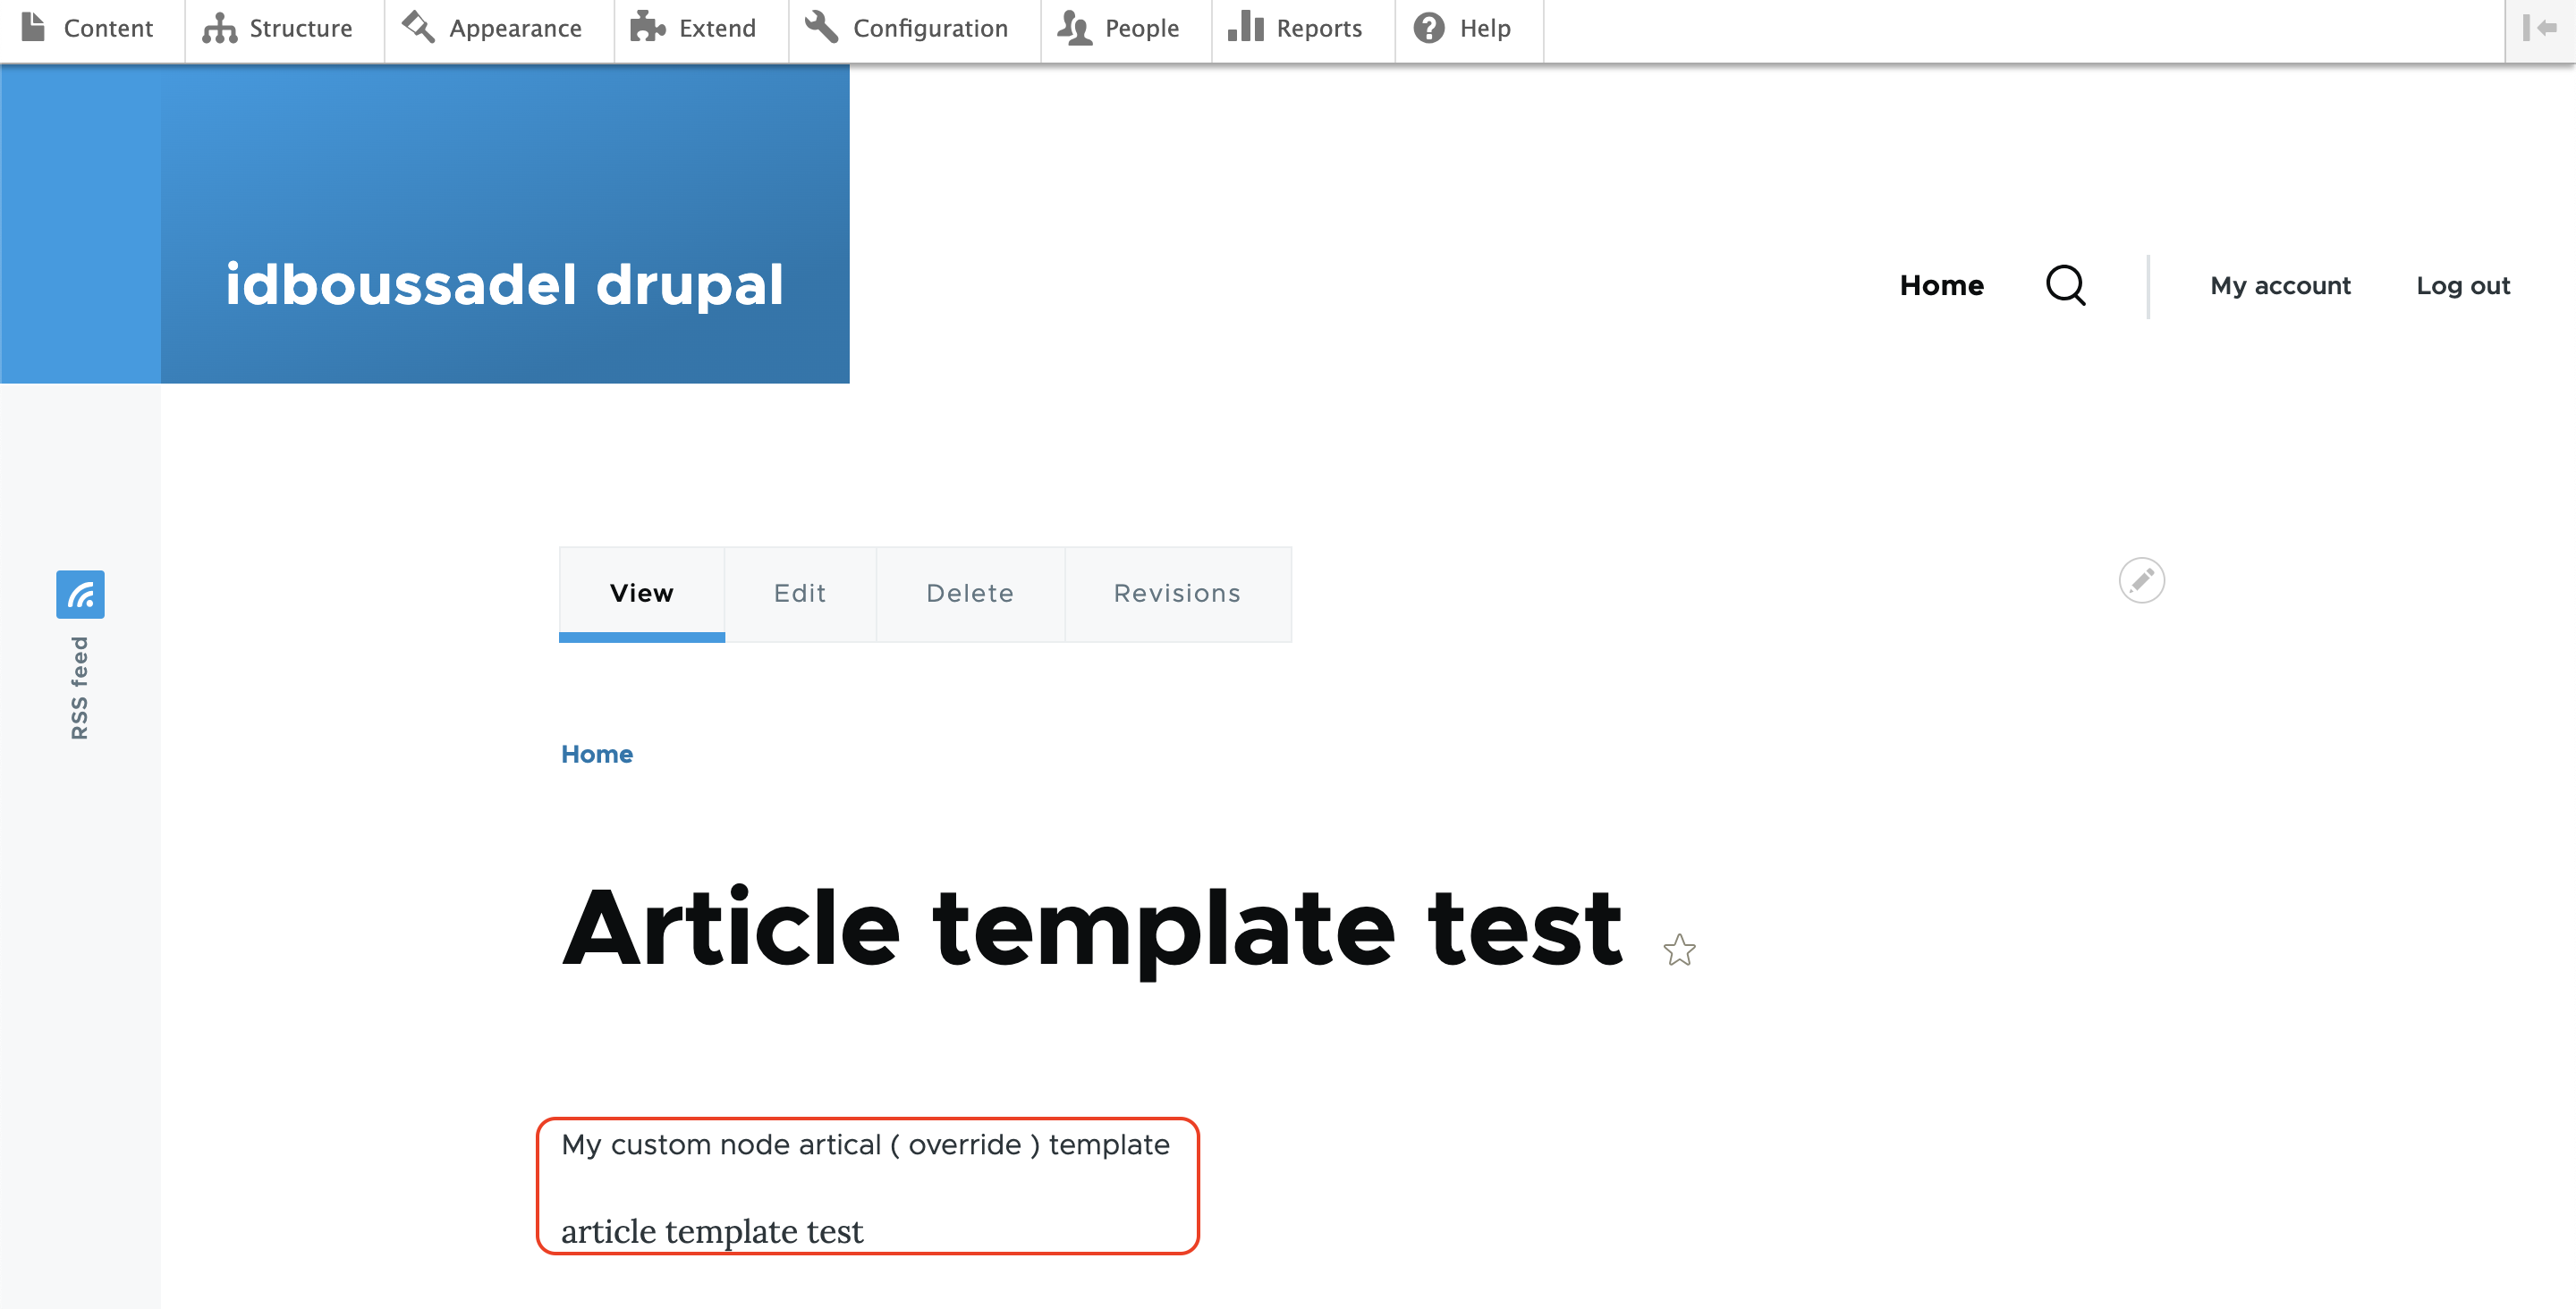 Content Structure Appearance Extend Configuration People Reports Help
idboussadel drupal
Home My account Log out
View Edit Delete Revisions
RSS feed
Home
Article template test
My custom node artical ( override ) template
article template test